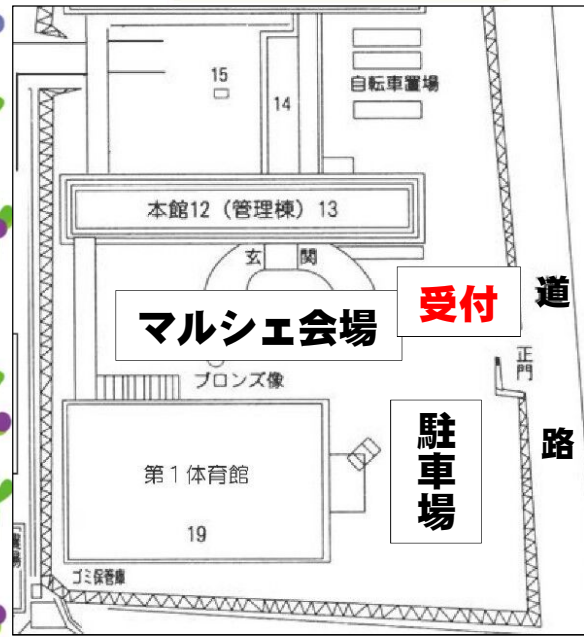 15
14
自転車置場
本館12（管理棟）13
玄関
マルシェ会場
受付
道路
正門
ブロンズ像
駐車場
第1体育館
19
ゴミ保管庫